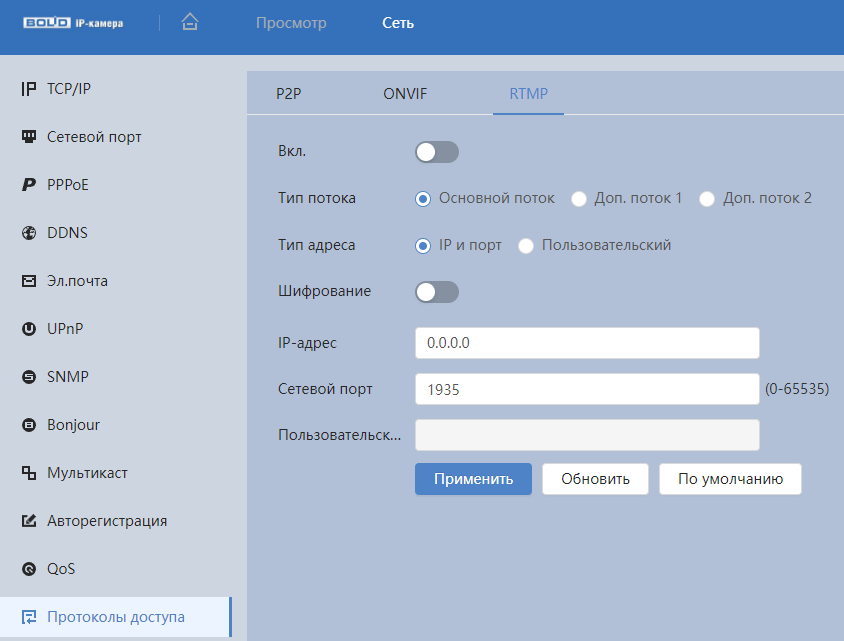 BOLID IP-камера
Просмотр
Сеть
TCP/IP
Сетевой порт
PPPoE
DDNS
Эл.почта
UPnP
SNMP
Bonjour
Мультикаст
Авторегистрация
QoS
Протоколы доступа
P2P ONVIF RTMP
Вкл.
Тип потока Основной поток Доп. поток 1 Доп. поток 2
Тип адреса IP и порт Пользовательский
Шифрование
IP-адрес 0.0.0.0
Сетевой порт 1935 (0-65535)
Пользовательск...
Применить Обновить По умолчанию